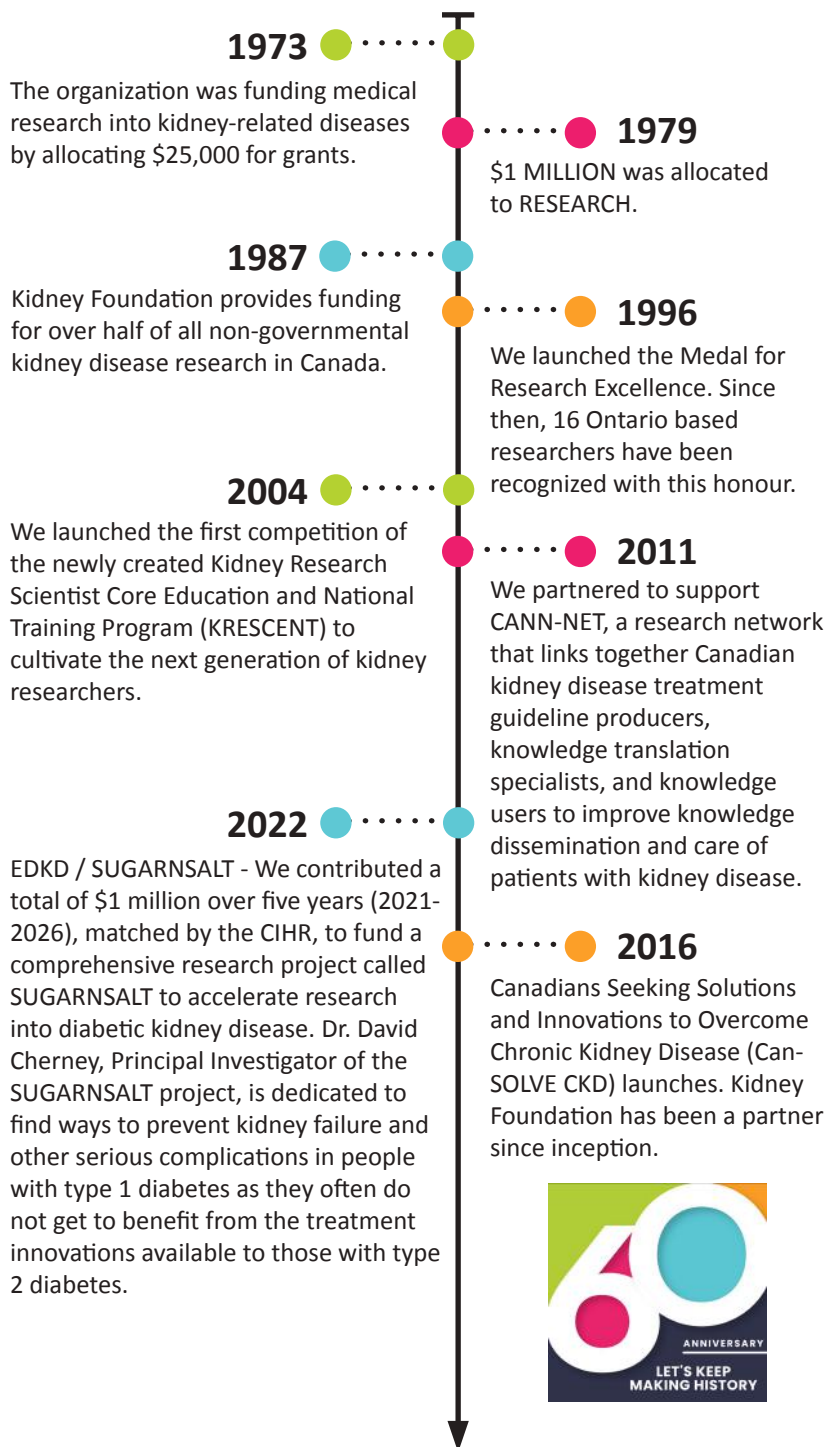 1973
The organization was funding medical
research into kidney-related diseases
by allocating $25,000 for grants.
1979
$1 MILLION was allocated
to RESEARCH.
1987
Kidney Foundation provides funding
for over half of all non-governmental
kidney disease research in Canada.
1996
We launched the Medal for
Research Excellence. Since
then, 16 Ontario based
researchers have been
recognized with this honour.
2004
We launched the first competition of
the newly created Kidney Research
Scientist Core Education and National
Training Program (KRESCENT) to
cultivate the next generation of kidney
researchers.
2011
We partnered to support
CANN-NET, a research network
that links together Canadian
kidney disease treatment
guideline producers,
knowledge translation
specialists, and knowledge
users to improve knowledge
dissemination and care of
patients with kidney disease.
2022
EDKD / SUGARNSALT - We contributed a
total of $1 million over five years (2021-
2026), matched by the CIHR, to fund a
comprehensive research project called
SUGARNSALT to accelerate research
into diabetic kidney disease. Dr. David
Cherney, Principal Investigator of the
SUGARNSALT project, is dedicated to
find ways to prevent kidney failure and
other serious complications in people
with type 1 diabetes as they often do
not get to benefit from the treatment
innovations available to those with type
2 diabetes.
2016
Canadians Seeking Solutions
and Innovations to Overcome
Chronic Kidney Disease (Can-
SOLVE CKD) launches. Kidney
Foundation has been a partner
since inception.
60
ANNIVERSARY
LET'S KEEP
MAKING HISTORY